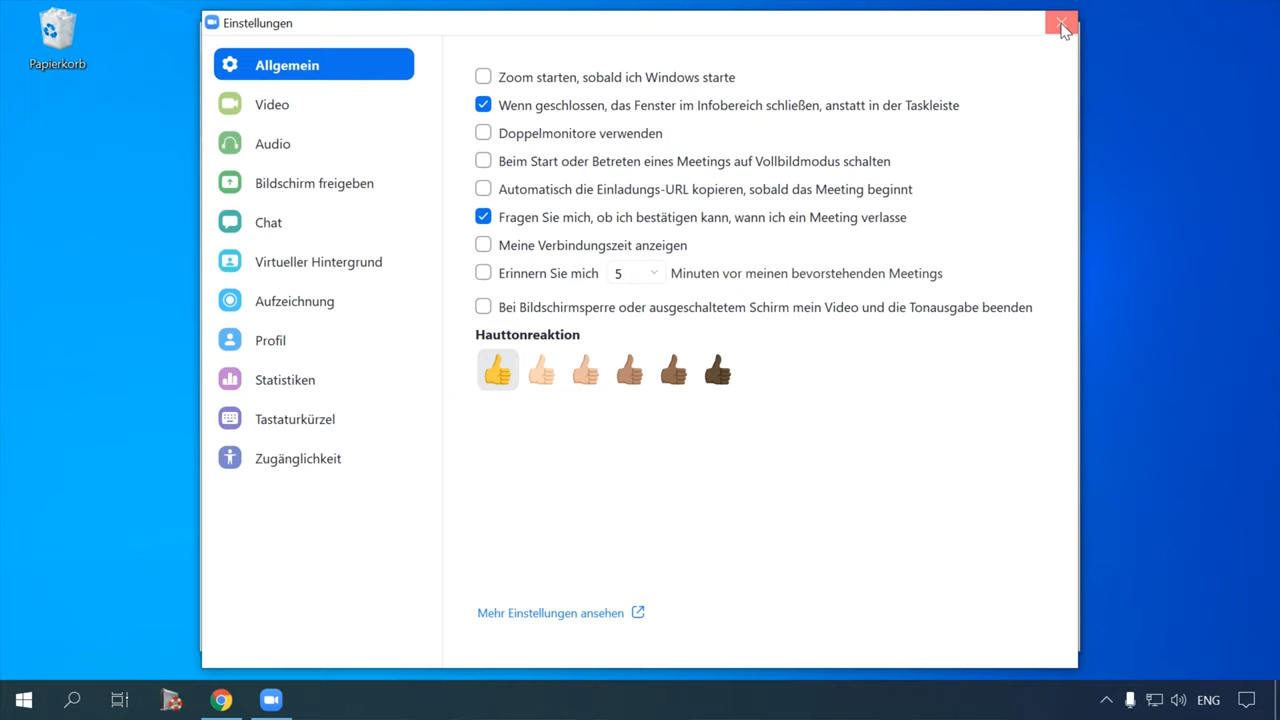 Papierkorb
Einstellungen
Allgemein
Video
Audio
Bildschirm freigeben
Chat
Virtueller Hintergrund
Aufzeichnung
Profil
Statistiken
Tastaturkürzel
Zugänglichkeit
Zoom starten, sobald ich Windows starte
Wenn geschlossen, das Fenster im Infobereich schließen, anstatt in der Taskleiste
Doppelmonitore verwenden
Beim Start oder Betreten eines Meetings auf Vollbildmodus schalten
Automatisch die Einladungs-URL kopieren, sobald das Meeting beginnt
Fragen Sie mich, ob ich bestätigen kann, wann ich ein Meeting verlasse
Meine Verbindungszeit anzeigen
Erinnern Sie mich 5 Minuten vor meinen bevorstehenden Meetings
Bei Bildschirmsperre oder ausgeschaltetem Schirm mein Video und die Tonausgabe beenden
Hauttonreaktion
Mehr Einstellungen ansehen
ENG